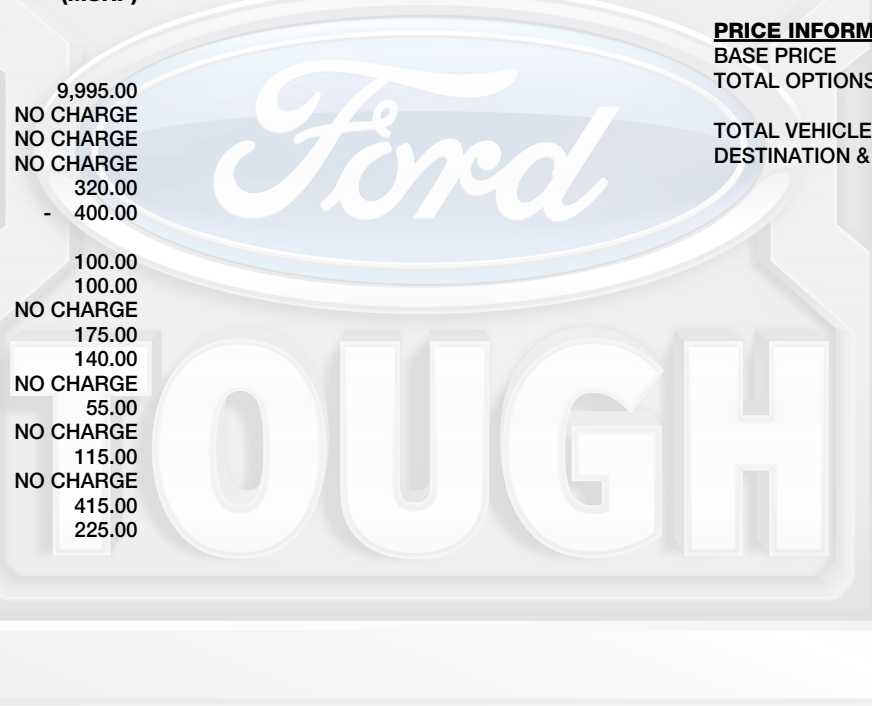 (MSRP)
9,995.00
NO CHARGE
NO CHARGE
NO CHARGE
320.00
- 400.00
100.00
100.00
NO CHARGE
175.00
140.00
NO CHARGE
55.00
NO CHARGE
115.00
NO CHARGE
415.00
225.00
PRICE INFORM
BASE PRICE
TOTAL OPTIONS
TOTAL VEHICLE
DESTINATION &
Ford
TOUGH